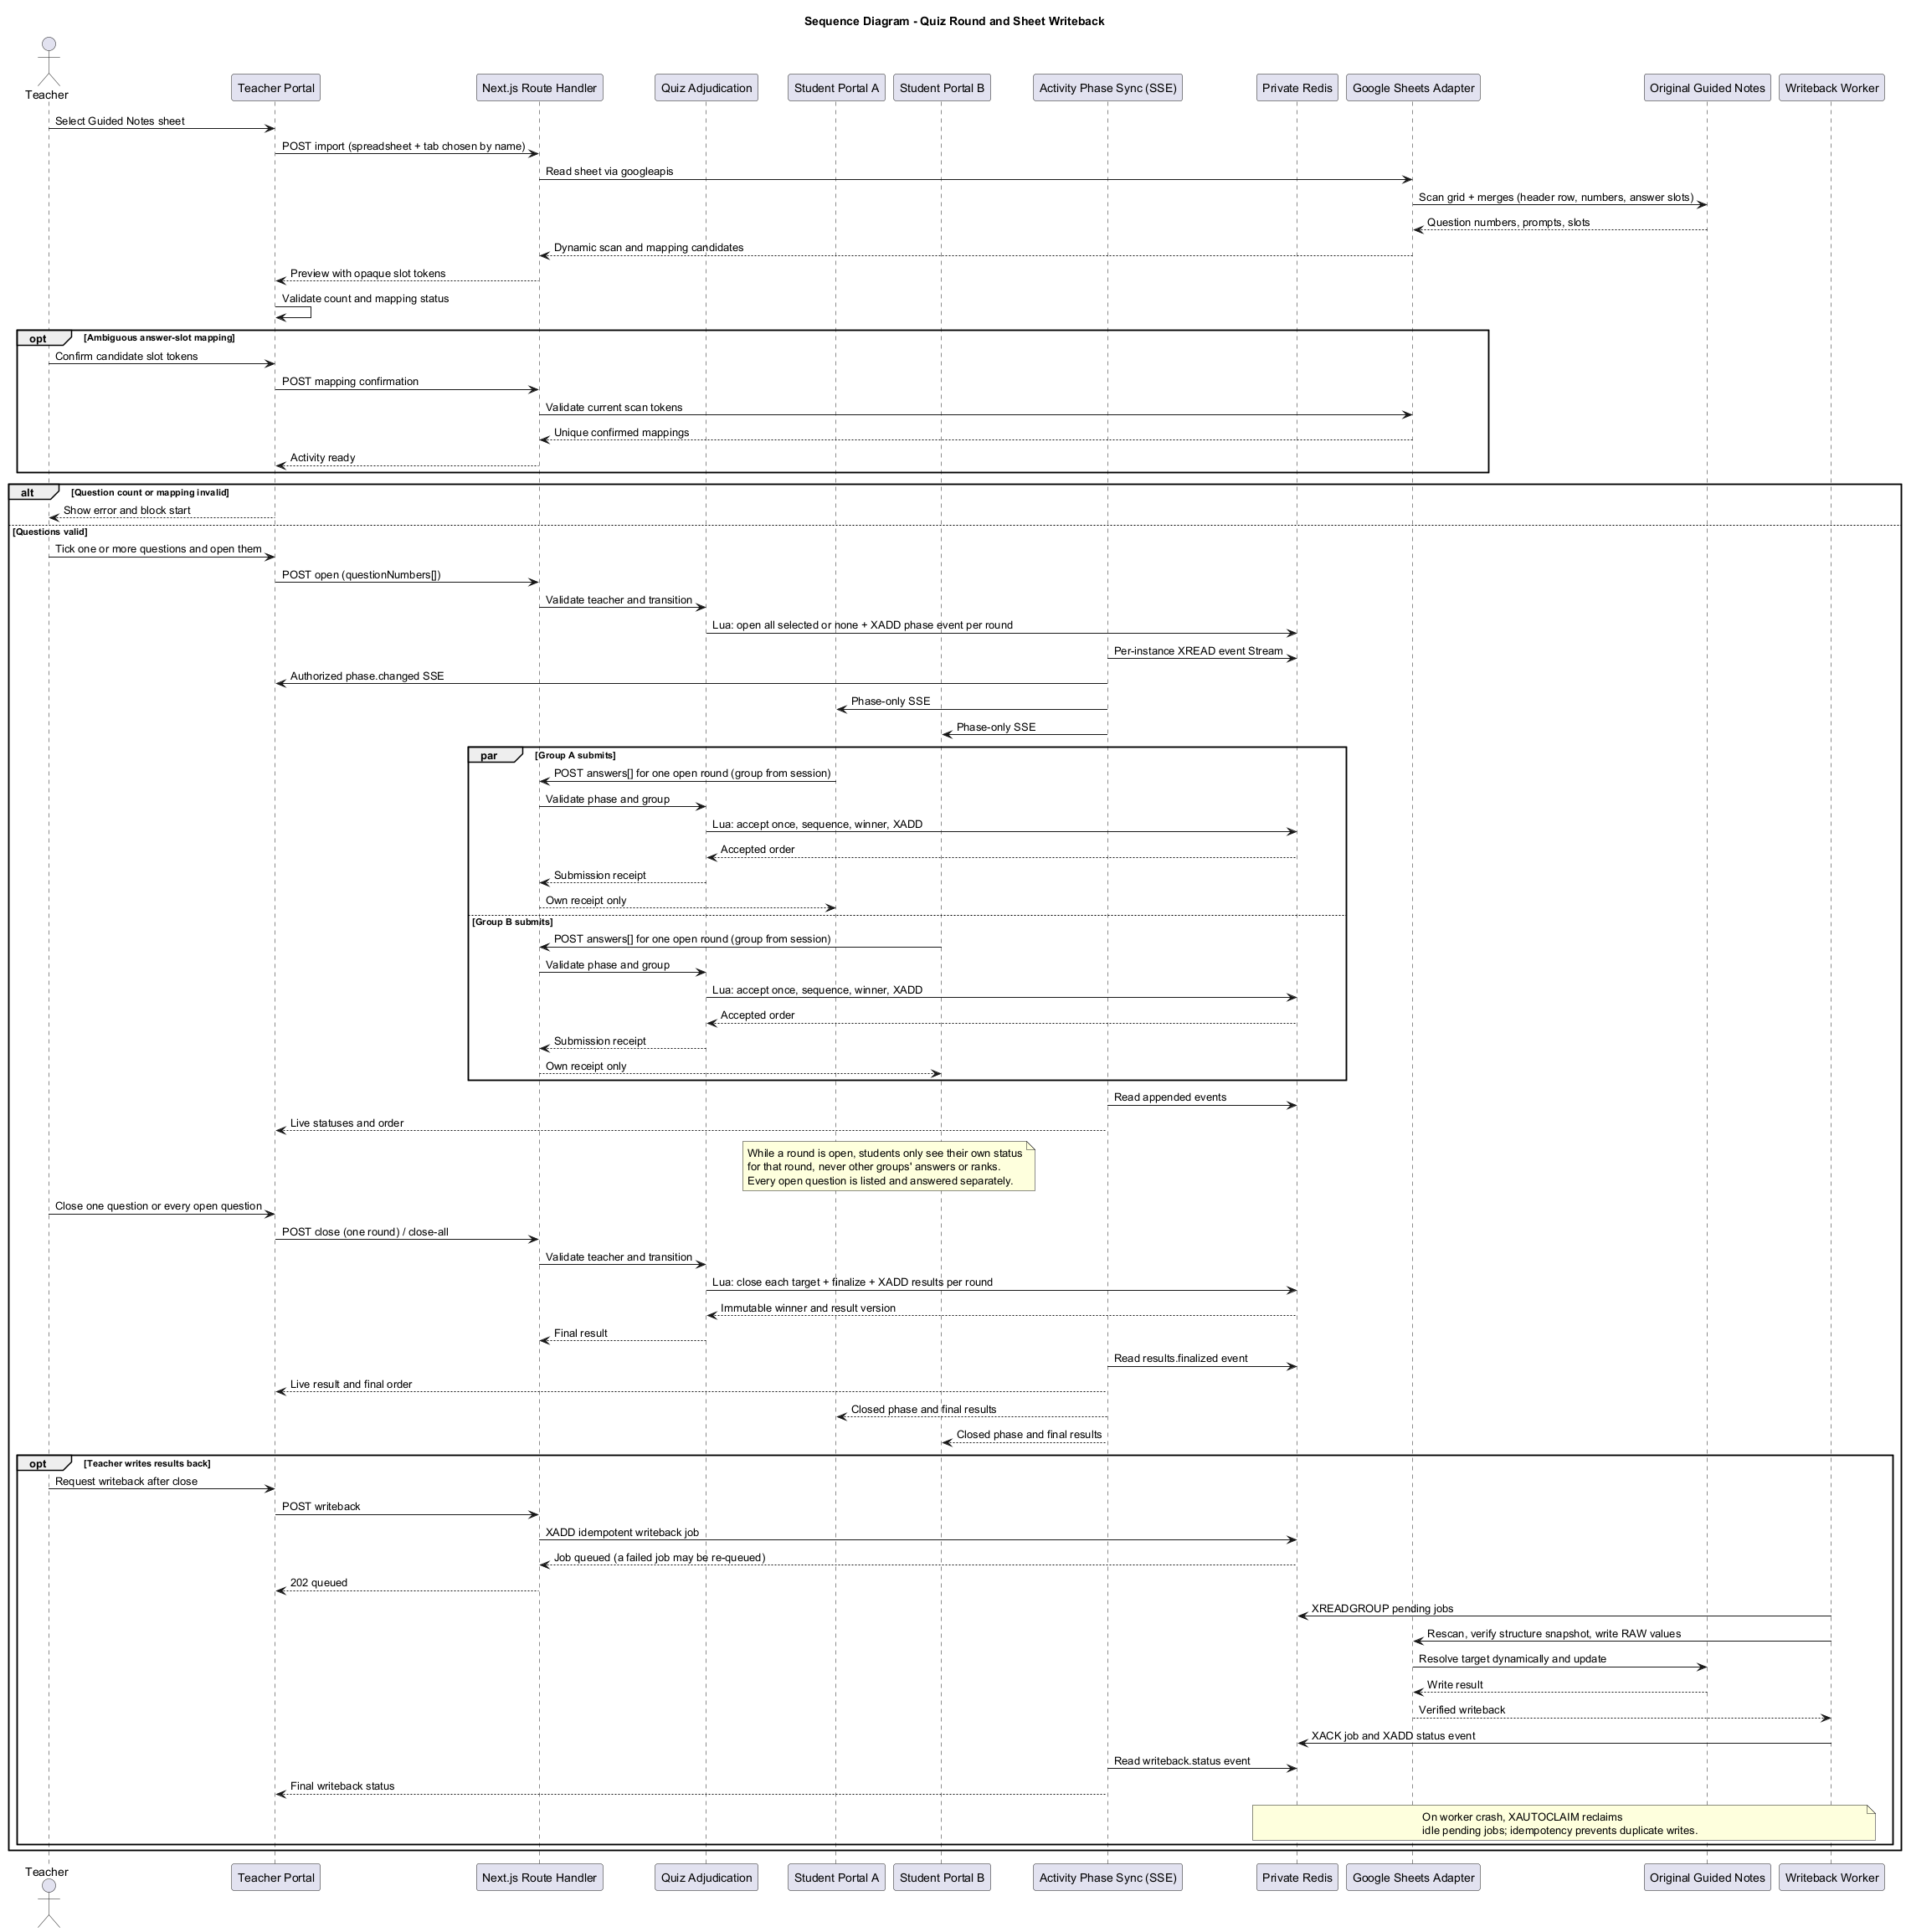 Sequence Diagram - Quiz Round and Sheet Writeback
Teacher
Teacher Portal
Next.js Route Handler
Quiz Adjudication
Student Portal A
Student Portal B
Activity Phase Sync (SSE)
Private Redis
Google Sheets Adapter
Original Guided Notes
Writeback Worker
Select Guided Notes sheet
POST import (spreadsheet + tab chosen by name)
Read sheet via googleapis
Scan grid + merges (header row, numbers, answer slots)
Question numbers, prompts, slots
Dynamic scan and mapping candidates
Preview with opaque slot tokens
Validate count and mapping status
opt [Ambiguous answer-slot mapping]
Confirm candidate slot tokens
POST mapping confirmation
Validate current scan tokens
Unique confirmed mappings
Activity ready
alt [Question count or mapping invalid]
Show error and block start
[Questions valid]
Tick one or more questions and open them
POST open (questionNumbers[])
Validate teacher and transition
Lua: open all selected or none + XADD phase event per round
Per-instance XREAD event Stream
Authorized phase.changed SSE
Phase-only SSE
Phase-only SSE
par [Group A submits]
POST answers[] for one open round (group from session)
Validate phase and group
Lua: accept once, sequence, winner, XADD
Accepted order
Submission receipt
Own receipt only
[Group B submits]
POST answers[] for one open round (group from session)
Validate phase and group
Lua: accept once, sequence, winner, XADD
Accepted order
Submission receipt
Own receipt only
Read appended events
Live statuses and order
While a round is open, students only see their own status
for that round, never other groups' answers or ranks.
Every open question is listed and answered separately.
Close one question or every open question
POST close (one round) / close-all
Validate teacher and transition
Lua: close each target + finalize + XADD results per round
Immutable winner and result version
Final result
Read results.finalized event
Live result and final order
Closed phase and final results
Closed phase and final results
opt [Teacher writes results back]
Request writeback after close
POST writeback
XADD idempotent writeback job
Job queued (a failed job may be re-queued)
202 queued
XREADGROUP pending jobs
Rescan, verify structure snapshot, write RAW values
Resolve target dynamically and update
Write result
Verified writeback
XACK job and XADD status event
Read writeback.status event
Final writeback status
On worker crash, XAUTOCLAIM reclaims
idle pending jobs; idempotency prevents duplicate writes.
Teacher
Teacher Portal
Next.js Route Handler
Quiz Adjudication
Student Portal A
Student Portal B
Activity Phase Sync (SSE)
Private Redis
Google Sheets Adapter
Original Guided Notes
Writeback Worker